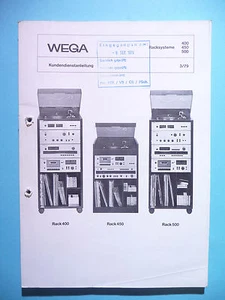 WEGA
Racksysteme
400
450
500
Kundendienstanleitung
3/79
Rack 400
Rack 450
Rack 500